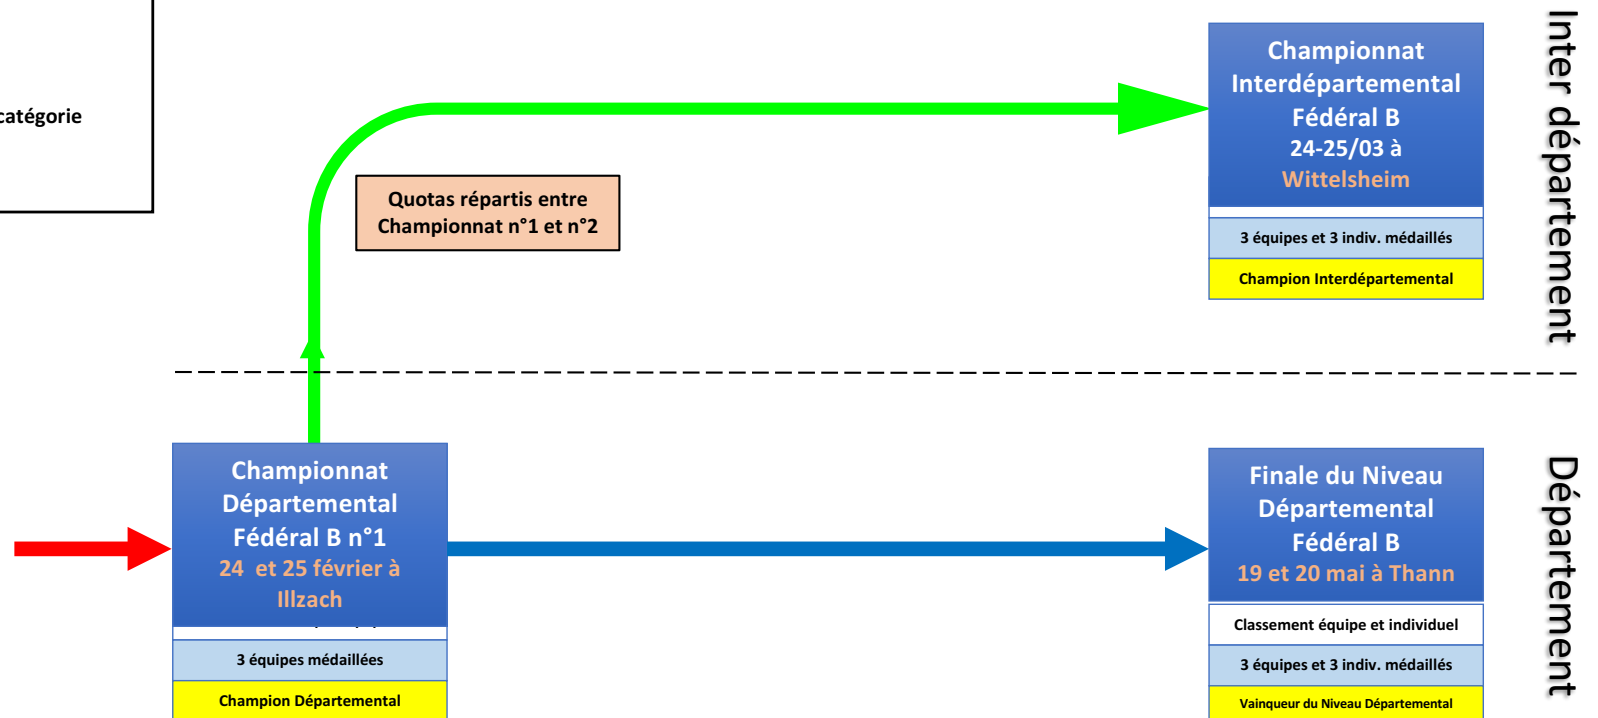 catégorie
Championnat
Interdépartemental
Fédéral B
24-25/03 à
Wittelsheim
3 équipes et 3 indiv. médaillés
Champion Interdépartemental
Inter département
Quotas répartis entre
Championnat n°1 et n°2
Championnat
Départemental
Fédéral B n°1
24 et 25 février à
Illzach
3 équipes médaillées
Champion Départemental
Finale du Niveau
Départemental
Fédéral B
19 et 20 mai à Thann
Classement équipe et individuel
3 équipes et 3 indiv. médaillés
Vainqueur du Niveau Départemental
Département